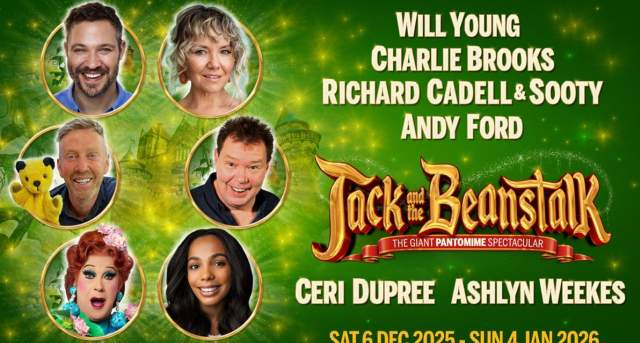 WILL YOUNG
CHARLIE BROOKS
RICHARD CADELL & SOOTY
ANDY FORD
Jack and the Beanstalk
THE GIANT PANTOMIME SPECTACULAR
CERI DUPREE ASHLYN WEEKES
SAT 6 DEC 2025 - SUN 4 JAN 2026